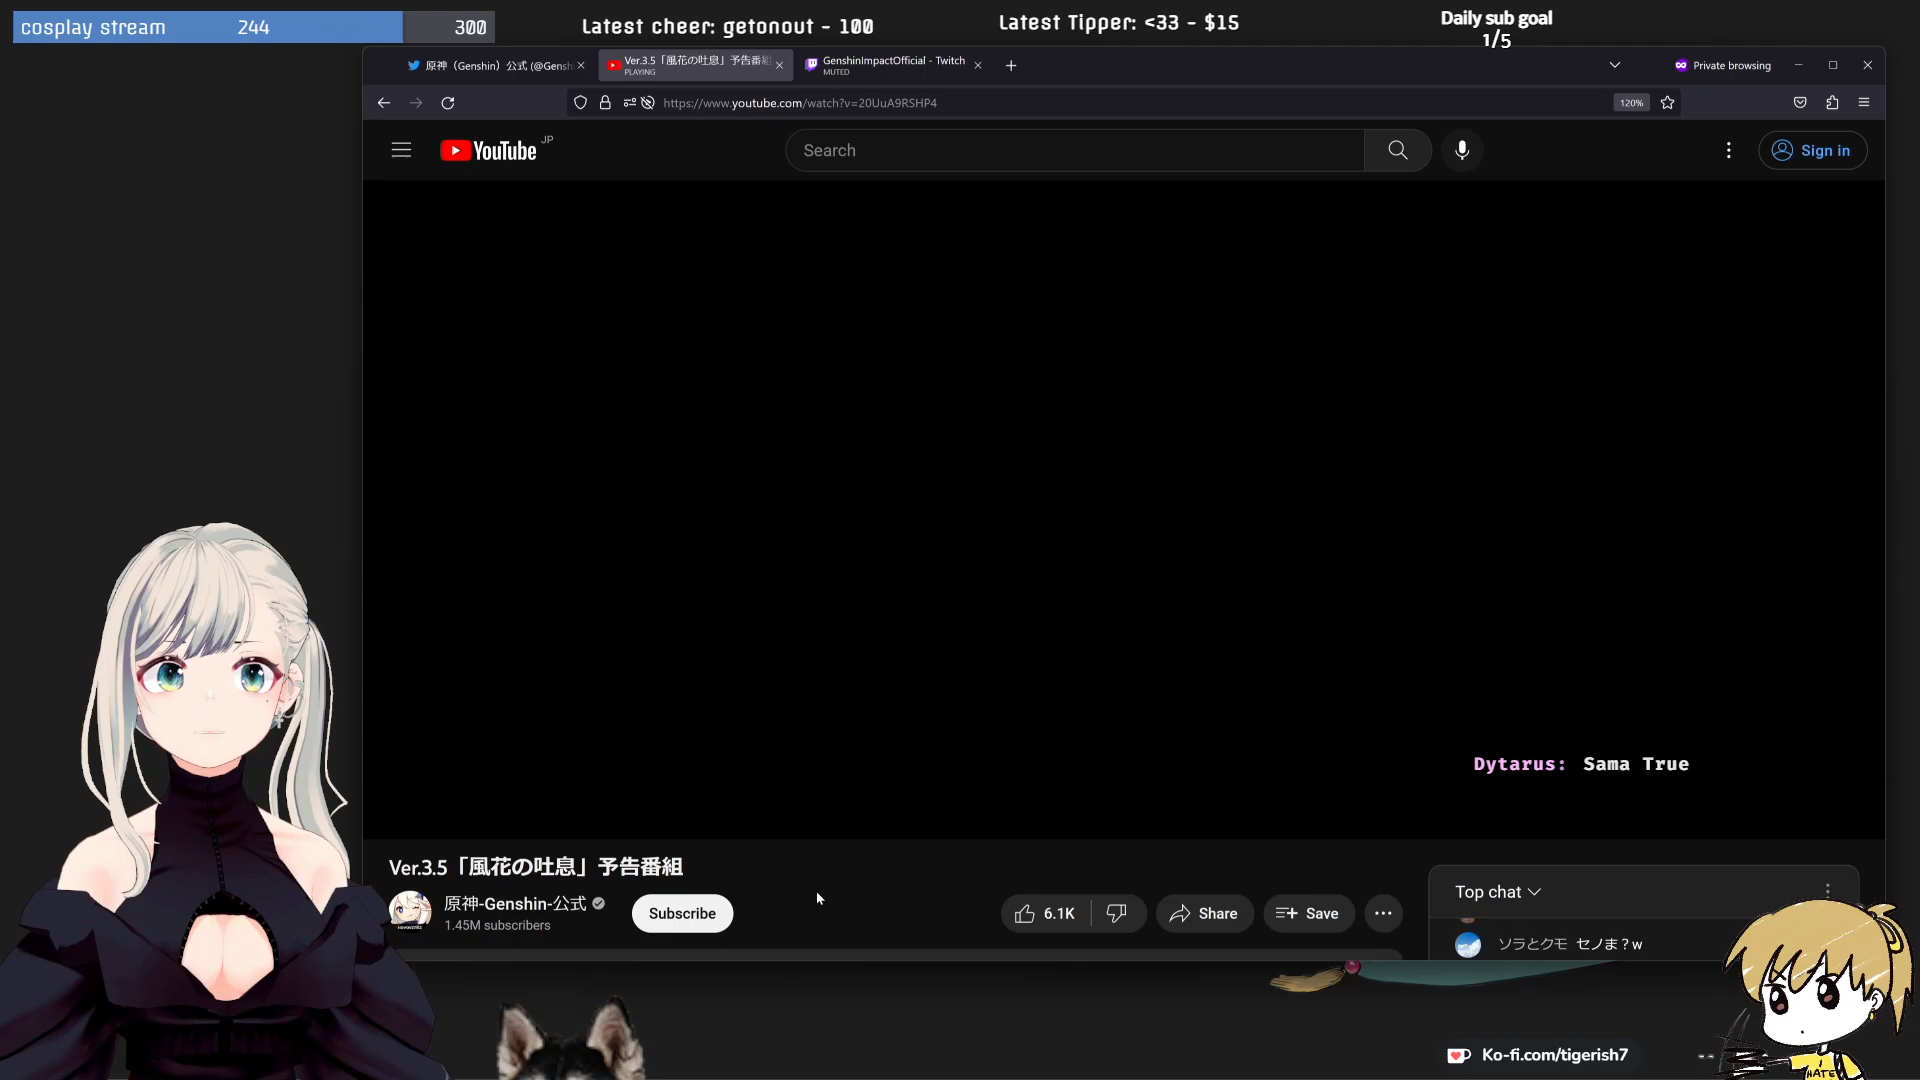 cosplay stream 244 300
Latest cheer: getonout - 100
Latest Tipper: <33 - $15
Daily sub goal
1/5
原神（Genshin）公式 (@Gensh
Ver.3.5「風花の吐息」予告番組
PLAYING
GenshinImpactOfficial - Twitch
MUTED
Private browsing
https://www.youtube.com/watch?v=20UuA9RSHP4
120%
YouTube JP
Search
Sign in
Dytarus: Sama True
Ver.3.5「風花の吐息」予告番組
原神-Genshin-公式
1.45M subscribers
Subscribe
6.1K
Share
Save
Top chat
ソラとクモ セノま？w
Ko-fi.com/tigerish7
I
HATE